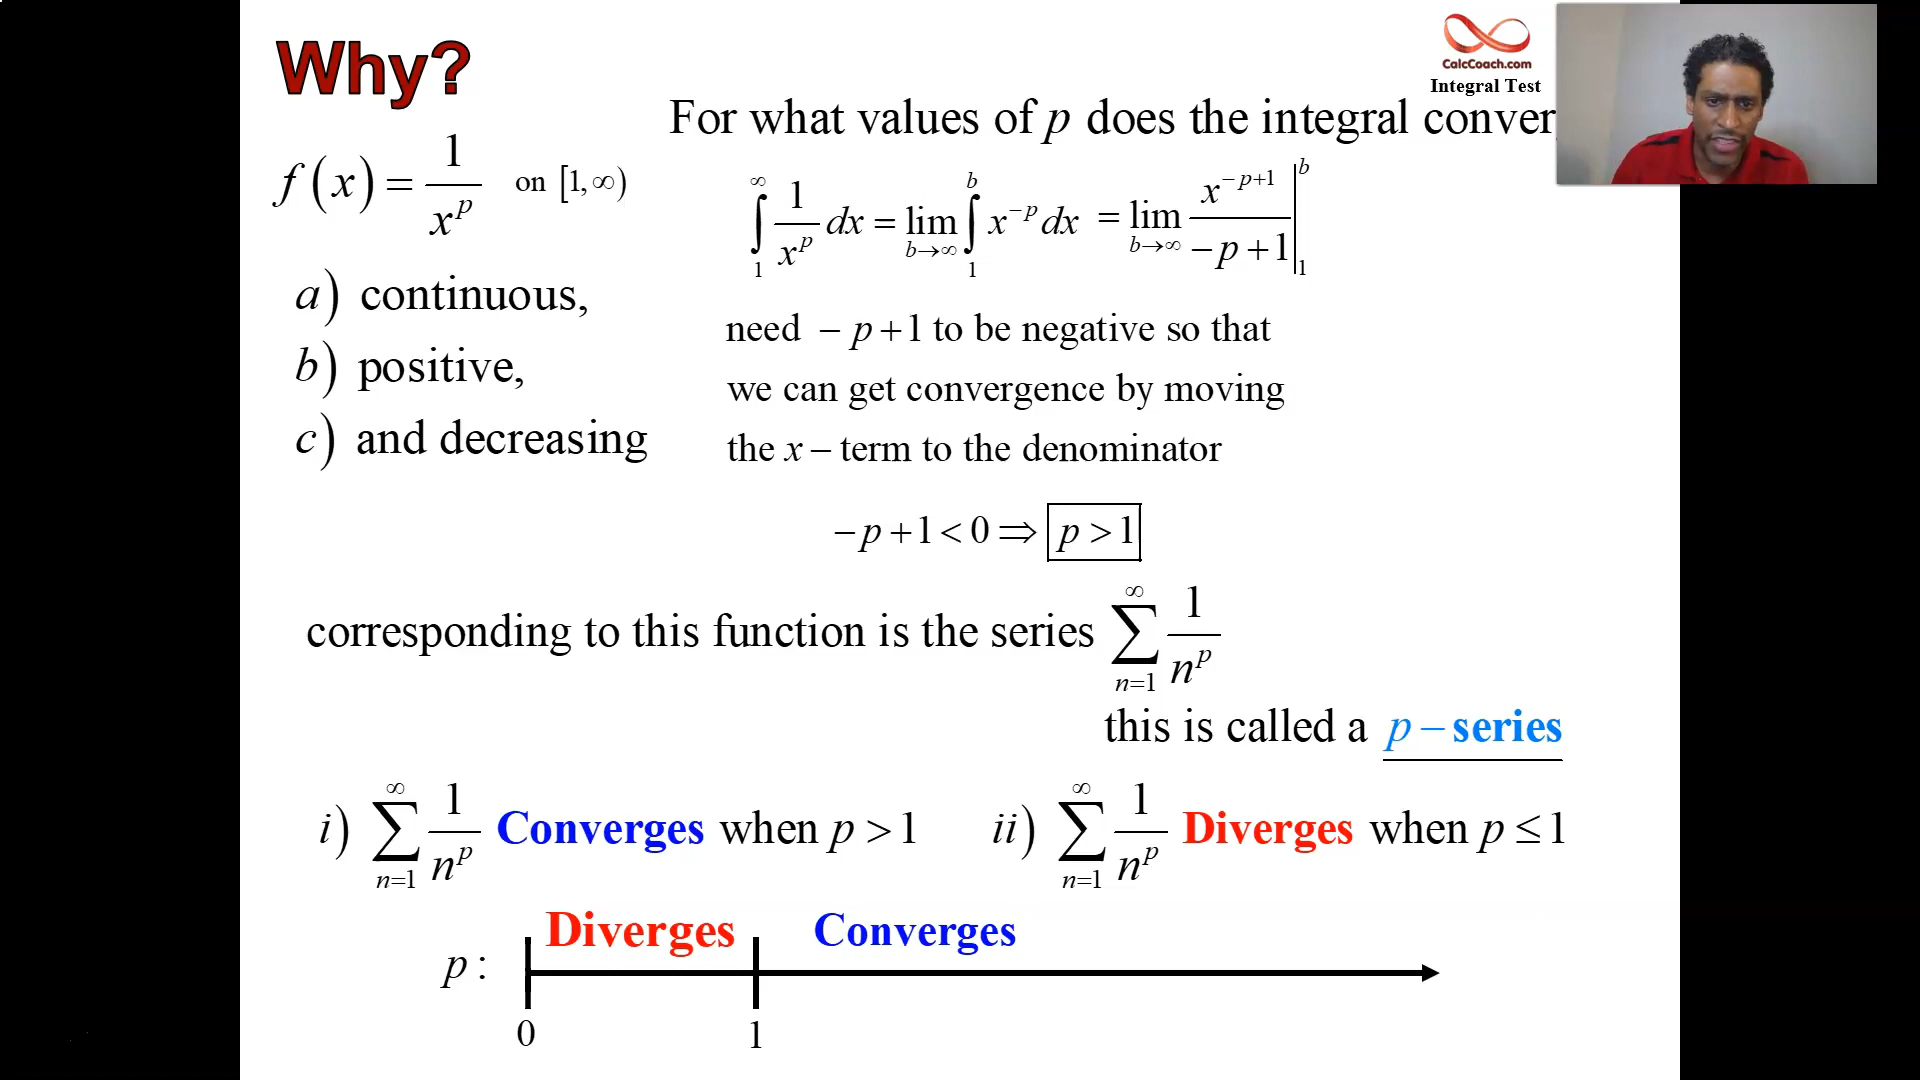 Why?
CalcCoach.com
Integral Test
For what values of p does the integral conver
f(x) = 1/x^p on [1, ∞)
∫_1^∞ 1/x^p dx = lim_{b→∞} ∫_1^b x^{-p} dx = lim_{b→∞} x^{-p+1}/(-p+1) |_1^b
a) continuous,
b) positive,
c) and decreasing
need -p+1 to be negative so that
we can get convergence by moving
the x – term to the denominator
-p+1<0 ⇒ p>1
corresponding to this function is the series ∑_{n=1}^∞ 1/n^p
this is called a p – series
i) ∑_{n=1}^∞ 1/n^p Converges when p > 1
ii) ∑_{n=1}^∞ 1/n^p Diverges when p ≤ 1
Diverges Converges
p:
0 1